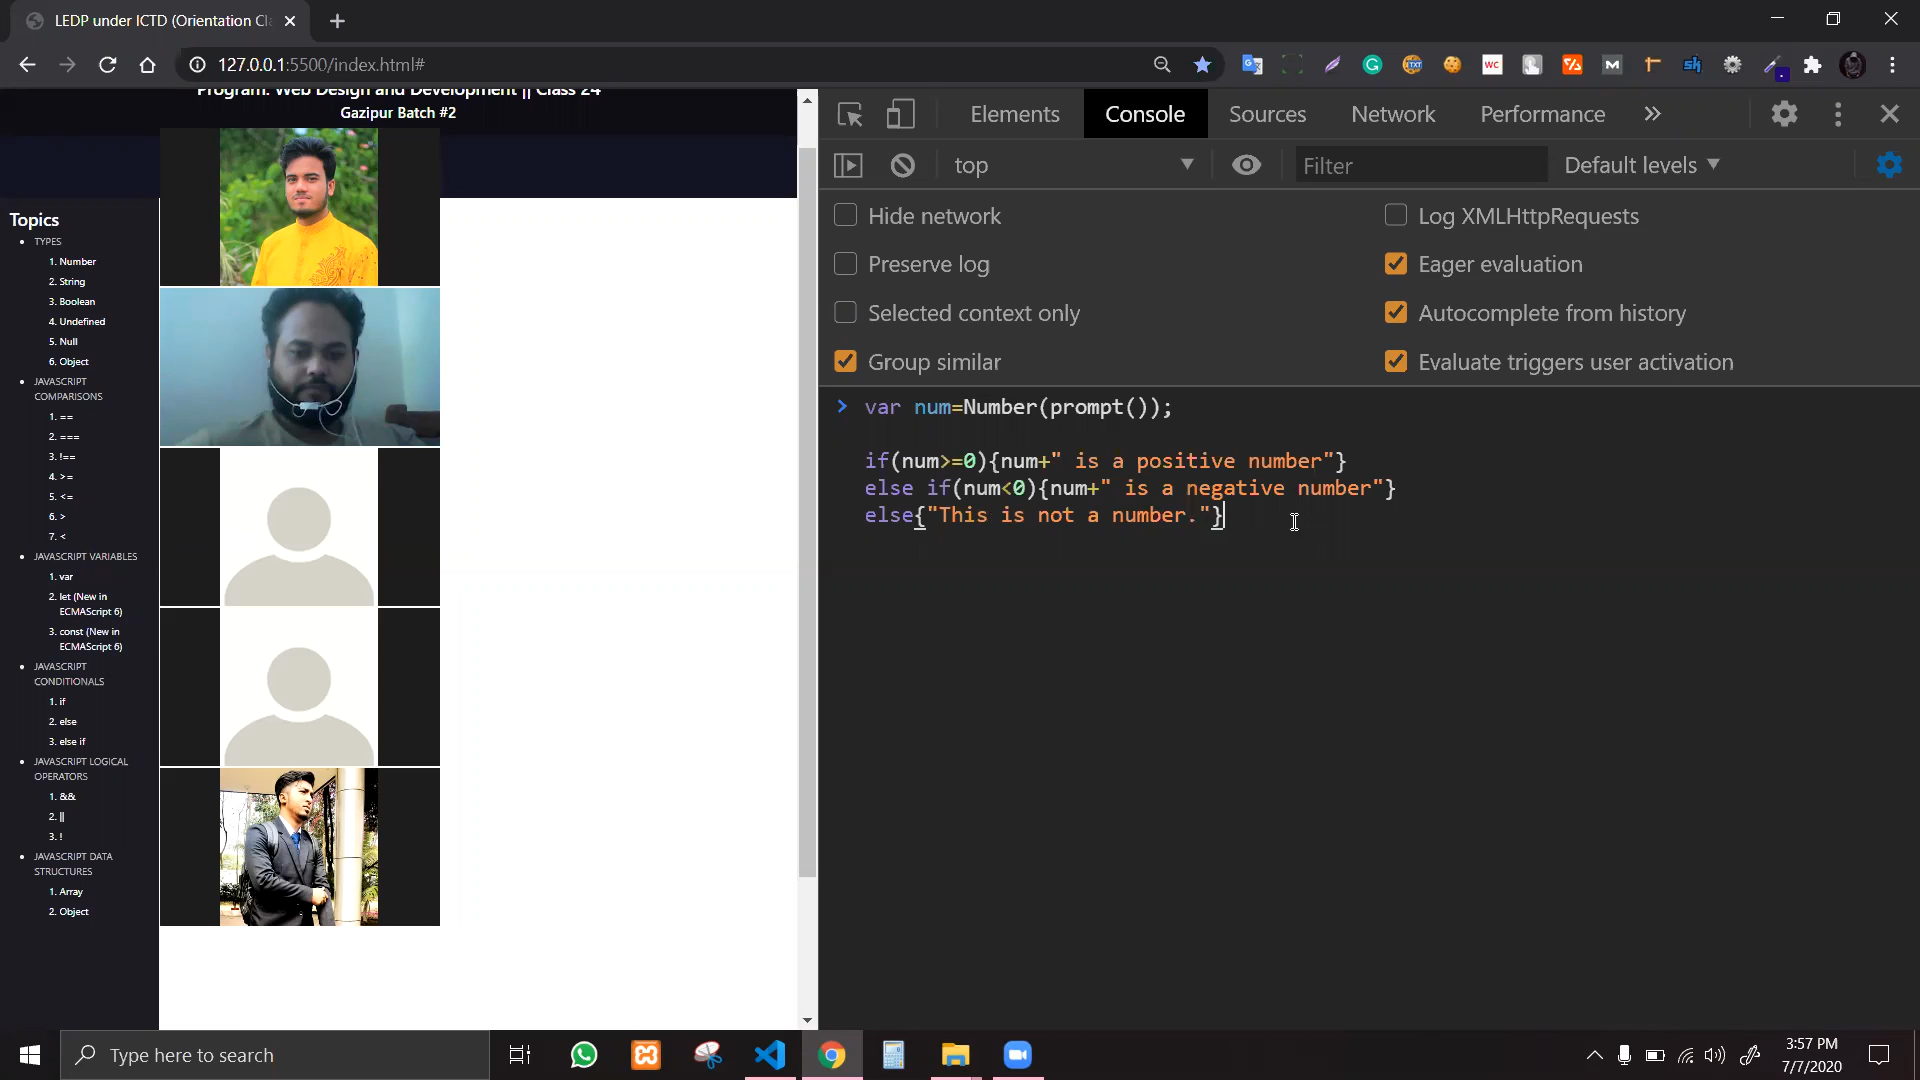 LEDP under ICTD (Orientation Cl
127.0.0.1:5500/index.html#
Program: Web Design and Development || Class 24
Gazipur Batch #2
Topics
TYPES
1. Number
2. String
3. Boolean
4. Undefined
5. Null
6. Object
JAVASCRIPT
COMPARISONS
1. ==
2. ===
3. !==
4. >=
5. <=
6. >
7. <
JAVASCRIPT VARIABLES
1. var
2. let (New in
ECMAScript 6)
3. const (New in
ECMAScript 6)
JAVASCRIPT
CONDITIONALS
1. if
2. else
3. else if
JAVASCRIPT LOGICAL
OPERATORS
1. &&
2. ||
3. !
JAVASCRIPT DATA
STRUCTURES
1. Array
2. Object
Elements Console Sources Network Performance
top Filter Default levels
Hide network Log XMLHttpRequests
Preserve log Eager evaluation
Selected context only Autocomplete from history
Group similar Evaluate triggers user activation
var num=Number(prompt());
if(num>=0){num+" is a positive number"}
else if(num<0){num+" is a negative number"}
else{"This is not a number."}
Type here to search
3:57 PM
7/7/2020